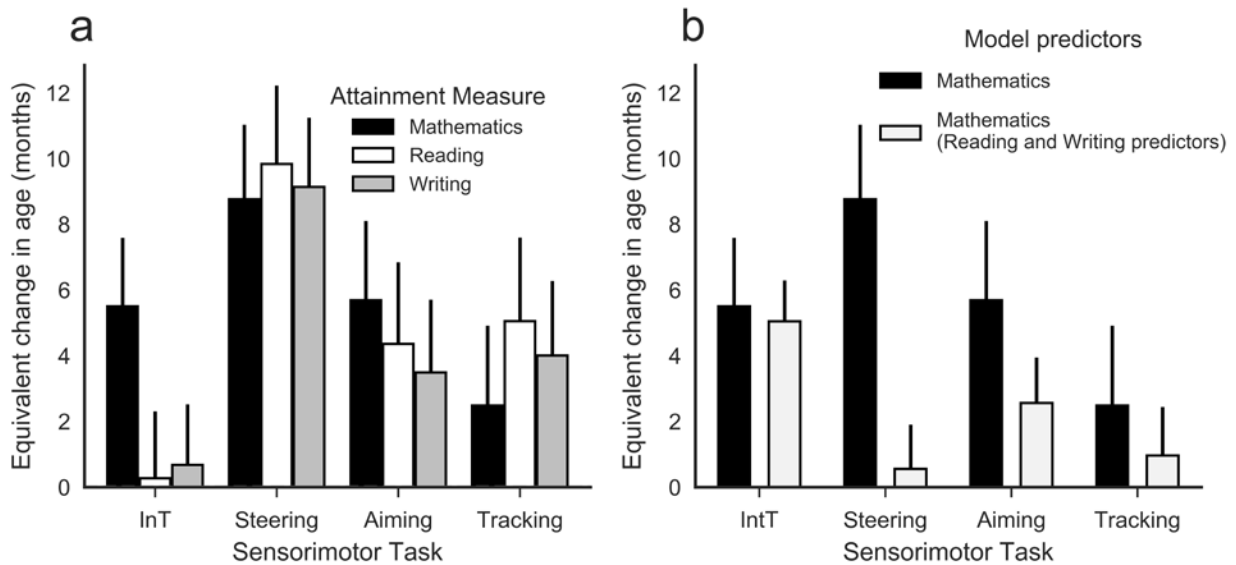 a
Equivalent change in age (months)
12
10
8
6
4
2
0
Attainment Measure
Mathematics
Reading
Writing
InT
Steering
Aiming
Tracking
Sensorimotor Task
b
Equivalent change in age (months)
12
10
8
6
4
2
0
Model predictors
Mathematics
Mathematics
(Reading and Writing predictors)
IntT
Steering
Aiming
Tracking
Sensorimotor Task